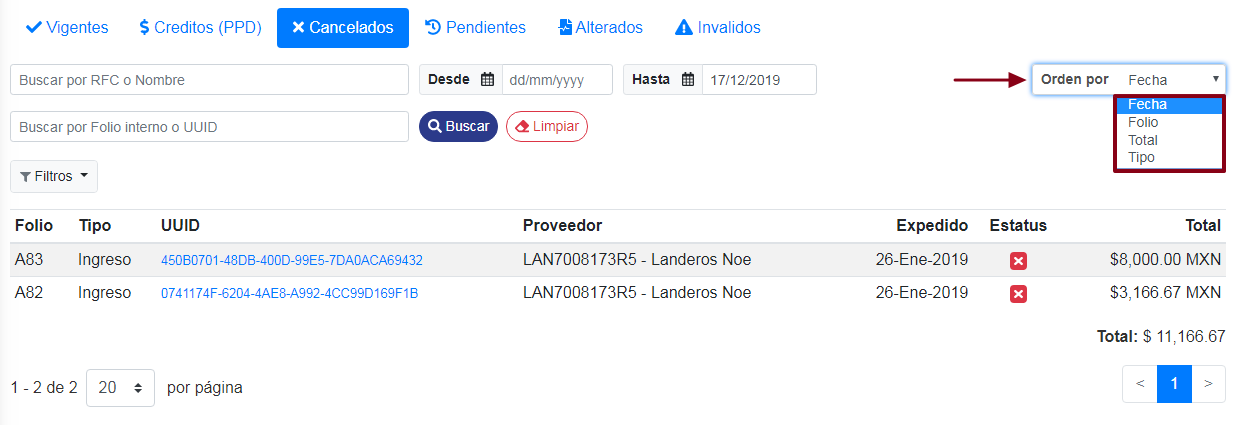 Vigentes Creditos (PPD) Cancelados Pendientes Alterados Invalidos
Buscar por RFC o Nombre Desde dd/mm/yyyy Hasta 17/12/2019 Orden por Fecha
Fecha
Folio
Total
Tipo
Buscar por Folio interno o UUID Buscar Limpiar
Filtros
Folio Tipo UUID Proveedor Expedido Estatus Total
A83 Ingreso 450B0701-48DB-400D-99E5-7DA0ACA69432 LAN7008173R5 - Landeros Noe 26-Ene-2019 $8,000.00 MXN
A82 Ingreso 0741174F-6204-4AE8-A992-4CC99D169F1B LAN7008173R5 - Landeros Noe 26-Ene-2019 $3,166.67 MXN
Total: $ 11,166.67
1 - 2 de 2 20 por página < 1 >